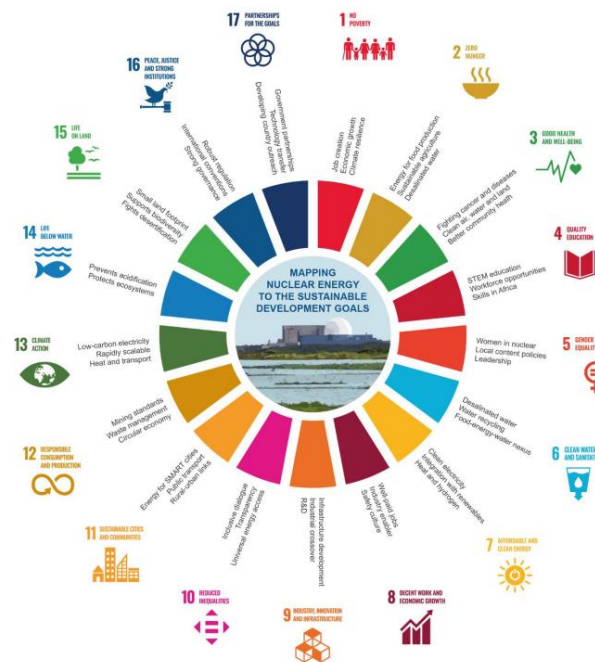 MAPPING
NUCLEAR ENERGY
TO THE SUSTAINABLE
DEVELOPMENT GOALS
1 NO
POVERTY
Job creation
Economic growth
Climate resilience
2 ZERO
HUNGER
Energy for food production
Sustainable agriculture
Desalinated water
3 GOOD HEALTH
AND WELL-BEING
Fighting cancer and diseases
Clean air, water and land
Better community heath
4 QUALITY
EDUCATION
STEM education
Workforce opportunities
Skills in Africa
5 GENDER
EQUALITY
Women in nuclear
Local content policies
Leadership
6 CLEAN WATER
AND SANITATI
Desalinated water
Water recycling
Food-energy-water nexus
7 AFFORDABLE AND
CLEAN ENERGY
Clean electricity
Integration with renewables
Heat and hydrogen
8 DECENT WORK AND
ECONOMIC GROWTH
Well-paid jobs
Industry enabler
Safety culture
9 INDUSTRY, INNOVATION
AND INFRASTRUCTURE
Infrastructure development
Industrial crossover
R&D
10 REDUCED
INEQUALITIES
Inclusive dialogue
Transparency
Universal energy access
11 SUSTAINABLE CITIES
AND COMMUNITIES
Energy for SMART cities
Public transport
Rural-urban links
12 RESPONSIBLE
CONSUMPTION
AND PRODUCTION
Mining standards
Waste management
Circular economy
13 CLIMATE
ACTION
Low-carbon electricity
Rapidly scalable
Heat and transport
14 LIFE
BELOW WATER
Prevents acidification
Protects ecosystems
15 LIFE
ON LAND
Small land footprint
Supports biodiversity
Fights desertification
16 PEACE, JUSTICE
AND STRONG
INSTITUTIONS
Robust regulation
International conventions
Strong governance
17 PARTNERSHIPS
FOR THE GOALS
Government partnerships
Technology transfer
Developing country outreach